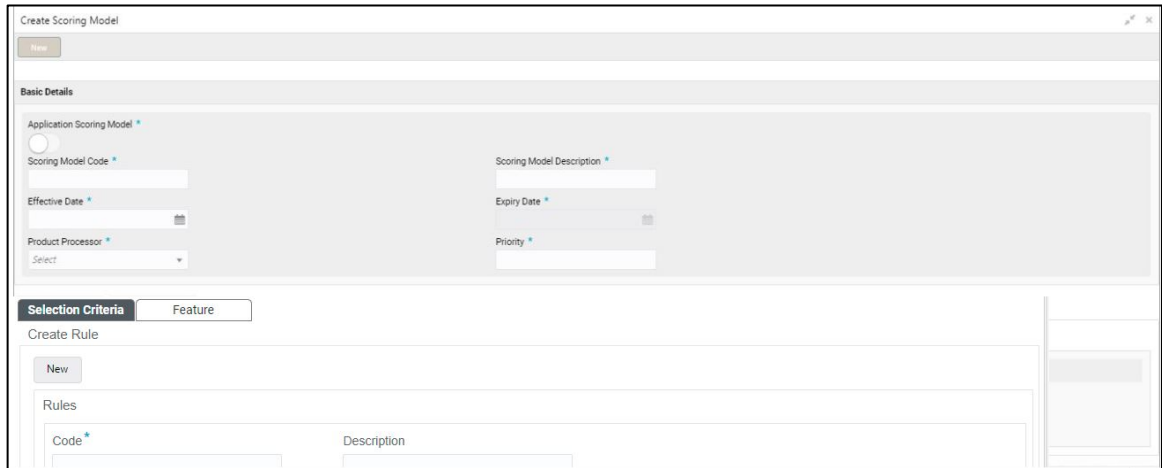 Create Scoring Model
New
Basic Details
Application Scoring Model *
Scoring Model Code *
Scoring Model Description *
Effective Date *
Expiry Date *
Product Processor *
Priority *
Select
Selection Criteria
Feature
Create Rule
New
Rules
Code *
Description